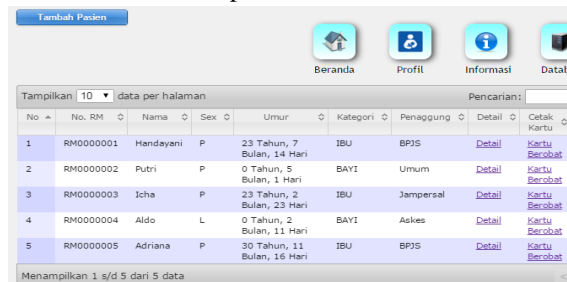 Tambah Pasien
Beranda Profil Informasi
Tampilkan 10 data per halaman Pencarian:
No No. RM Nama Sex Umur Kategori Penaggung Detail Cetak Kartu
1 RM0000001 Handayani P 23 Tahun, 7 Bulan, 14 Hari IBU BPJS Detail Kartu Berobat
2 RM0000002 Putri P 0 Tahun, 5 Bulan, 1 Hari BAYI Umum Detail Kartu Berobat
3 RM0000003 Icha P 23 Tahun, 2 Bulan, 23 Hari IBU Jampersal Detail Kartu Berobat
4 RM0000004 Aldo L 0 Tahun, 2 Bulan, 11 Hari BAYI Askes Detail Kartu Berobat
5 RM0000005 Adriana P 30 Tahun, 11 Bulan, 16 Hari IBU BPJS Detail Kartu Berobat
Menampilkan 1 s/d 5 dari 5 data